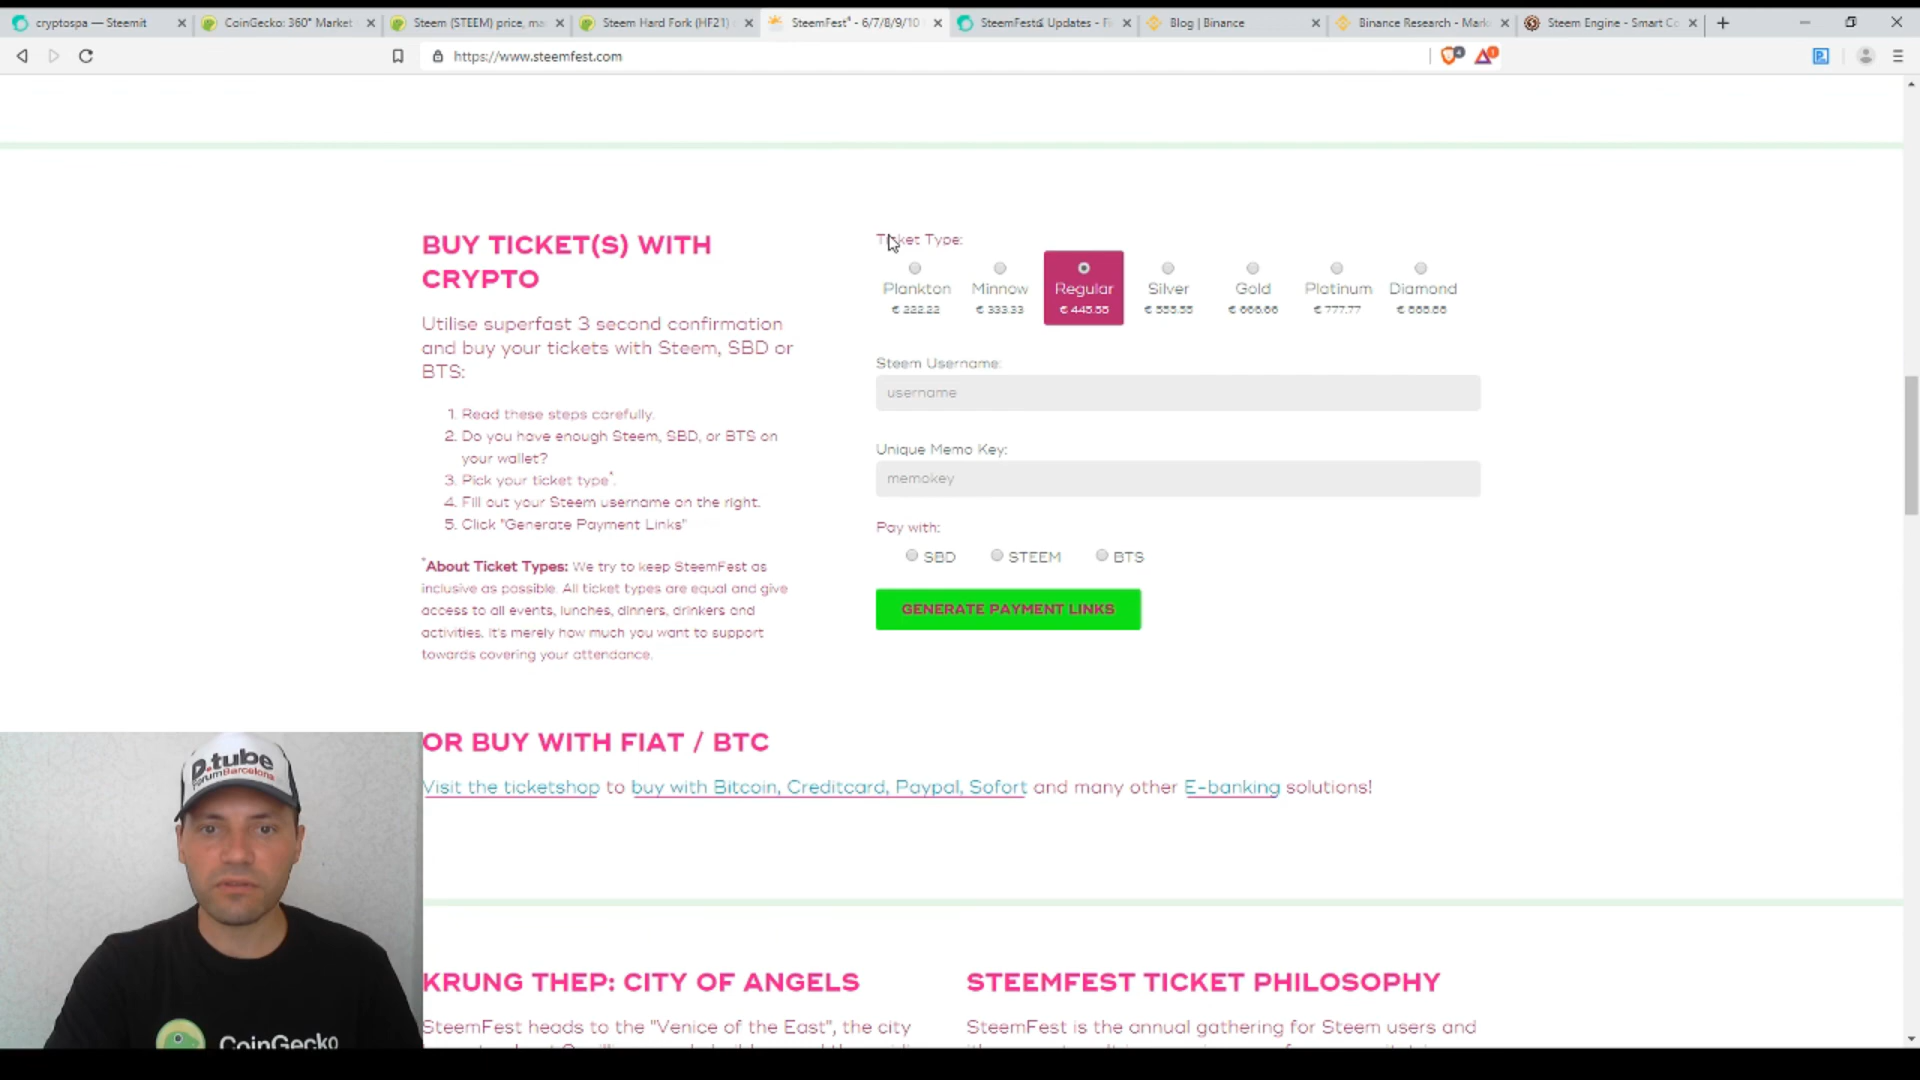 cryptospa — Steemit
CoinGecko: 360° Market
Steem (STEEM) price, ma
Steem Hard Fork (HF21)
SteemFest⁴ - 6/7/8/9/10
SteemFest4 Updates - Fi
Blog | Binance
Binance Research - Mark
Steem Engine - Smart Co
https://www.steemfest.com
BUY TICKET(S) WITH
CRYPTO
Utilise superfast 3 second confirmation
and buy your tickets with Steem, SBD or
BTS:
1. Read these steps carefully.
2. Do you have enough Steem, SBD, or BTS on
your wallet?
3. Pick your ticket type*.
4. Fill out your Steem username on the right.
5. Click "Generate Payment Links"
*About Ticket Types: We try to keep SteemFest as
inclusive as possible. All ticket types are equal and give
access to all events, lunches, dinners, drinkers and
activities. It's merely how much you want to support
towards covering your attendance.
Ticket Type:
Plankton Minnow Regular Silver Gold Platinum Diamond
€ 222.22 € 333.33 € 445.55 € 555.55 € 666.66 € 777.77 € 888.88
Steem Username:
username
Unique Memo Key:
memokey
Pay with:
SBD STEEM BTS
GENERATE PAYMENT LINKS
OR BUY WITH FIAT / BTC
Visit the ticketshop to buy with Bitcoin, Creditcard, Paypal, Sofort and many other E-banking solutions!
D.tube
ForumBarcelona
CoinGecko
KRUNG THEP: CITY OF ANGELS
SteemFest heads to the "Venice of the East", the city
STEEMFEST TICKET PHILOSOPHY
SteemFest is the annual gathering for Steem users and